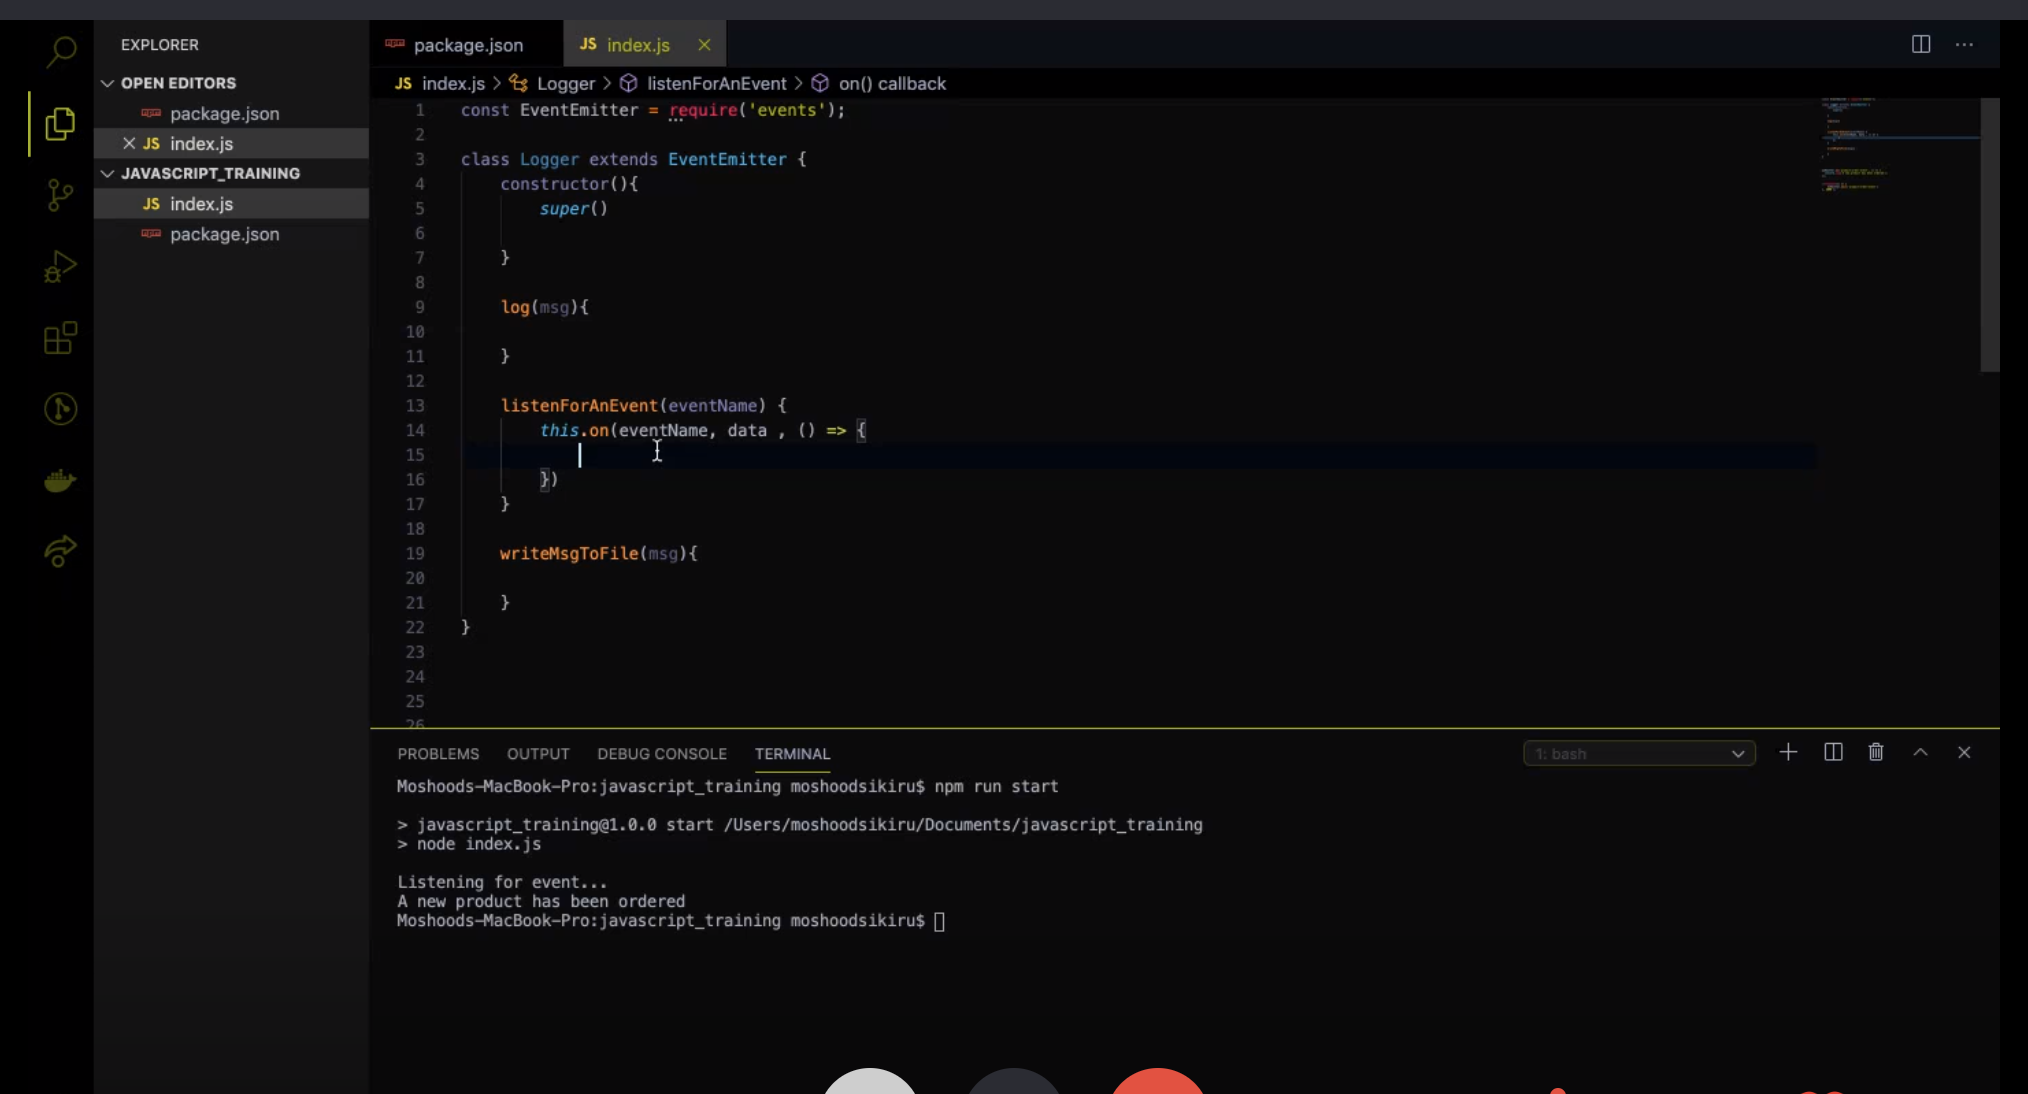 EXPLORER
OPEN EDITORS
package.json
JS index.js
JAVASCRIPT_TRAINING
JS index.js
package.json
package.json
JS index.js
JS index.js > Logger > listenForAnEvent > on() callback
1 const EventEmitter = require('events');
2
3 class Logger extends EventEmitter {
4 constructor(){
5 super()
6
7 }
8
9 log(msg){
10
11 }
12
13 listenForAnEvent(eventName) {
14 this.on(eventName, data , () => {
15
16 })
17 }
18
19 writeMsgToFile(msg){
20
21 }
22 }
23
24
25
26
PROBLEMS OUTPUT DEBUG CONSOLE TERMINAL
1: bash
Moshoods-MacBook-Pro:javascript_training moshoodsikiru$ npm run start
> javascript_training@1.0.0 start /Users/moshoodsikiru/Documents/javascript_training
> node index.js
Listening for event...
A new product has been ordered
Moshoods-MacBook-Pro:javascript_training moshoodsikiru$